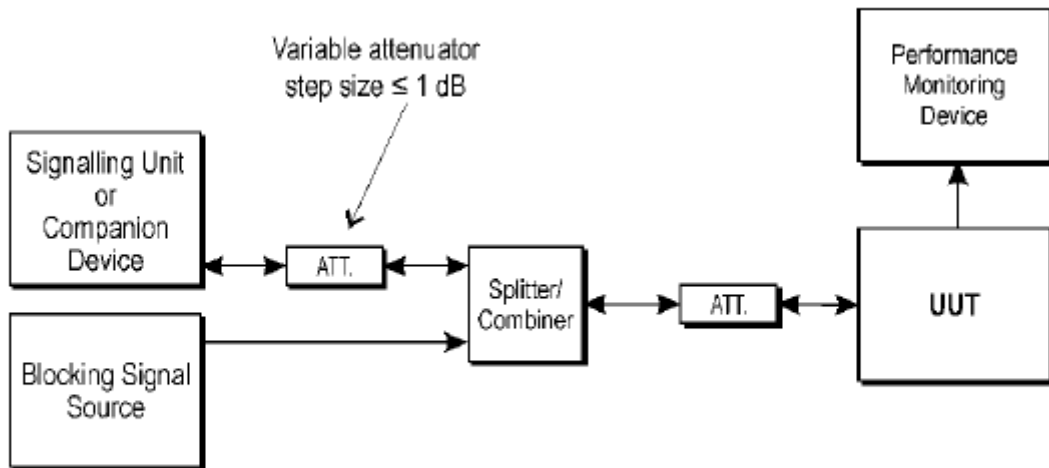 Variable attenuator
step size ≤ 1 dB
Performance
Monitoring
Device
Signalling Unit
or
Companion
Device
ATT.
Splitter/
Combiner
ATT.
UUT
Blocking Signal
Source